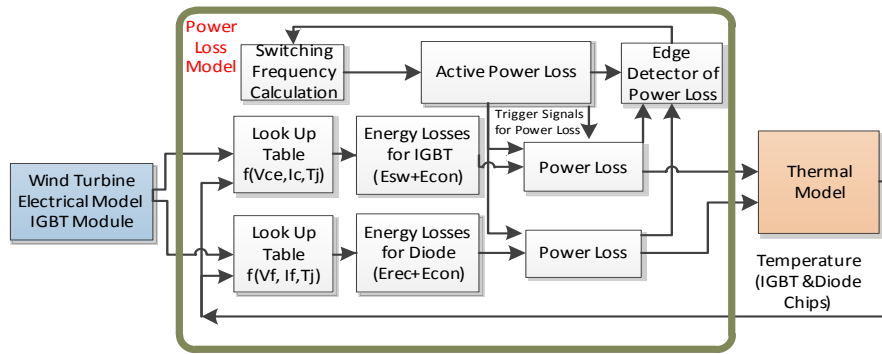 Power
Loss
Model
Switching
Frequency
Calculation
Active Power Loss
Edge
Detector of
Power Loss
Trigger Signals
for Power Loss
Look Up
Table
f(Vce,Ic,Tj)
Energy Losses
for IGBT
(Esw+Econ)
Power Loss
Wind Turbine
Electrical Model
IGBT Module
Thermal
Model
Look Up
Table
f(Vf, If,Tj)
Energy Losses
for Diode
(Erec+Econ)
Power Loss
Temperature
(IGBT &Diode
Chips)